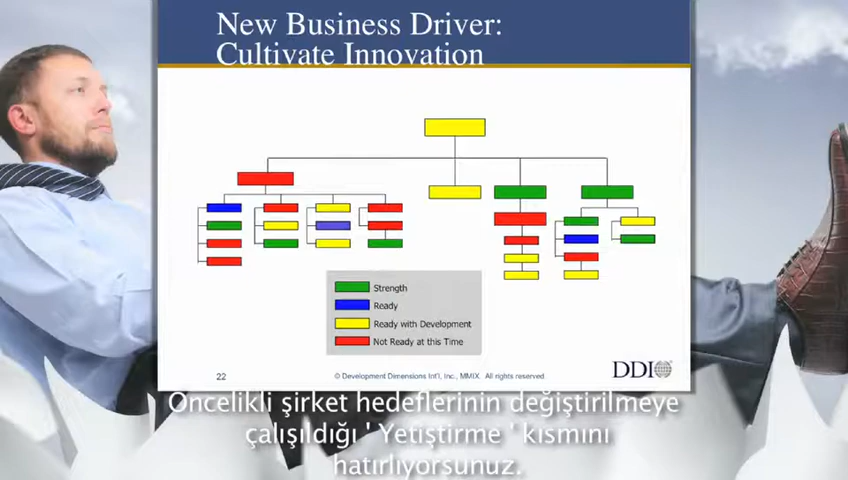 New Business Driver:
Cultivate Innovation
Strength
Ready
Ready with Development
Not Ready at this Time
22
© Development Dimensions Int'l, Inc., MMIX. All rights reserved.
DDI
Öncelikli şirket hedeflerinin değiştirilmeye
çalışıldığı ' Yetiştirme ' kısmını
hatırlıyorsunuz.